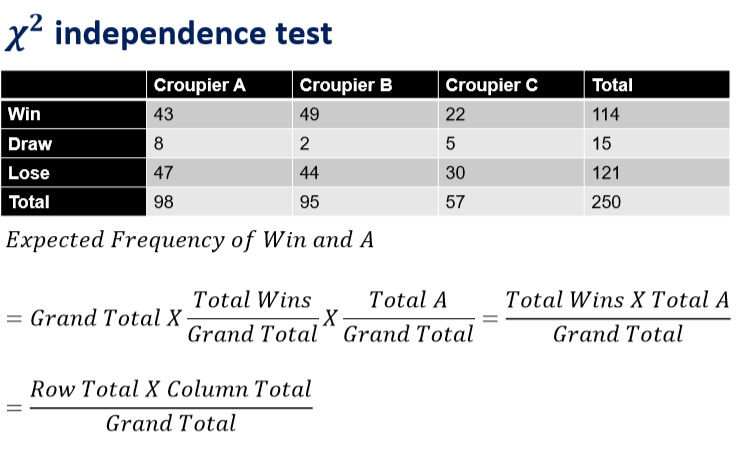 χ² independence test
Croupier A Croupier B Croupier C Total
Win 43 49 22 114
Draw 8 2 5 15
Lose 47 44 30 121
Total 98 95 57 250
Expected Frequency of Win and A
= Grand Total X Total Wins / Grand Total X Total A / Grand Total = Total Wins X Total A / Grand Total
= Row Total X Column Total / Grand Total